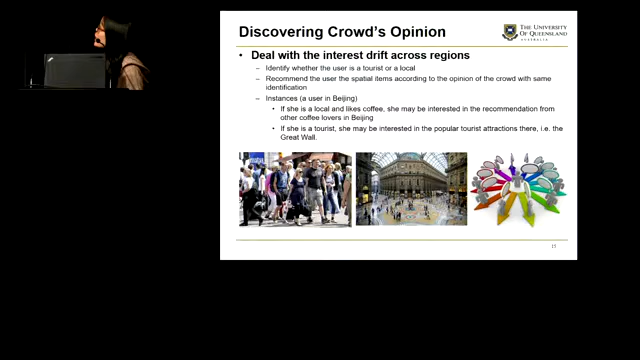 Discovering Crowd's Opinion
THE UNIVERSITY
OF QUEENSLAND
AUSTRALIA
• Deal with the interest drift across regions
– Identify whether the user is a tourist or a local
– Recommend the user the spatial items according to the opinion of the crowd with same
identification
– Instances (a user in Beijing)
• If she is a local and likes coffee, she may be interested in the recommendation from
other coffee lovers in Beijing
• If she is a tourist, she may be interested in the popular tourist attractions there, i.e. the
Great Wall.